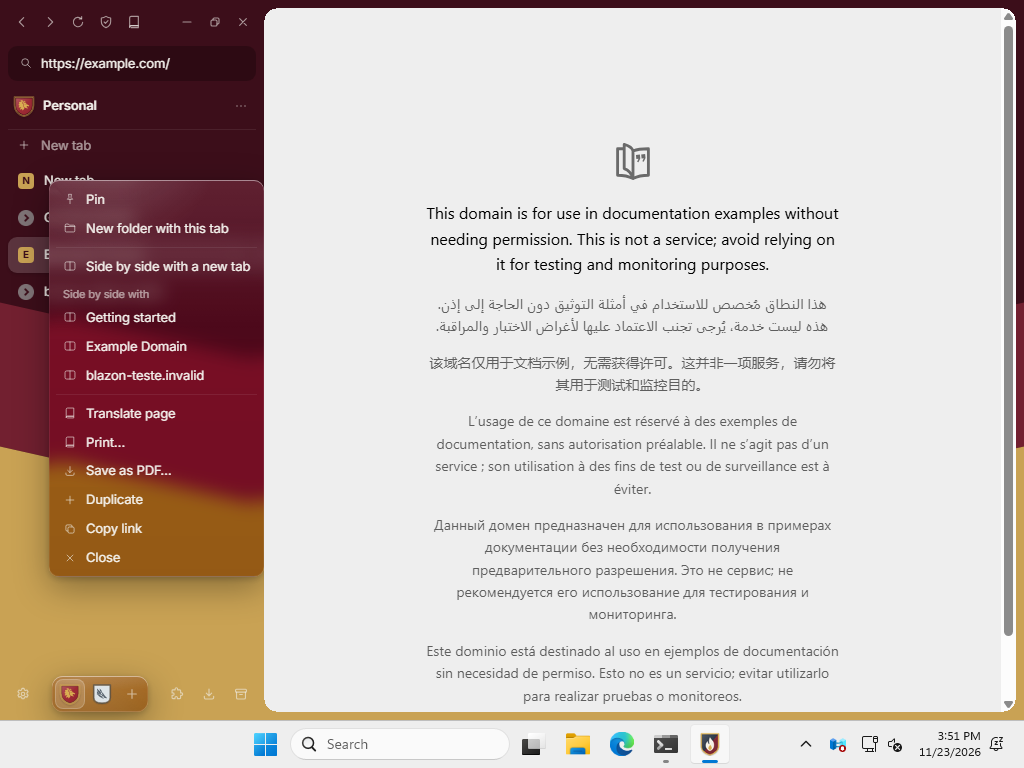 https://example.com/
Personal
New tab
N New tab
E
Pin
New folder with this tab
Side by side with a new tab
Side by side with
Getting started
Example Domain
blazon-teste.invalid
Translate page
Print...
Save as PDF...
Duplicate
Copy link
Close
This domain is for use in documentation examples without
needing permission. This is not a service; avoid relying on
it for testing and monitoring purposes.
هذا النطاق مُخصص للاستخدام في أمثلة التوثيق دون الحاجة إلى إذن.
هذه ليست خدمة، يُرجى تجنب الاعتماد عليها لأغراض الاختبار والمراقبة.
该域名仅用于文档示例，无需获得许可。这并非一项服务，请勿将
其用于测试和监控目的。
L’usage de ce domaine est réservé à des exemples de
documentation, sans autorisation préalable. Il ne s’agit pas d’un
service ; son utilisation à des fins de test ou de surveillance est à
éviter.
Данный домен предназначен для использования в примерах
документации без необходимости получения
предварительного разрешения. Это не сервис; не
рекомендуется его использование для тестирования и
мониторинга.
Este dominio está destinado al uso en ejemplos de documentación
sin necesidad de permiso. Esto no es un servicio; evitar utilizarlo
para realizar pruebas o monitoreos.
Search
3:51 PM
11/23/2026